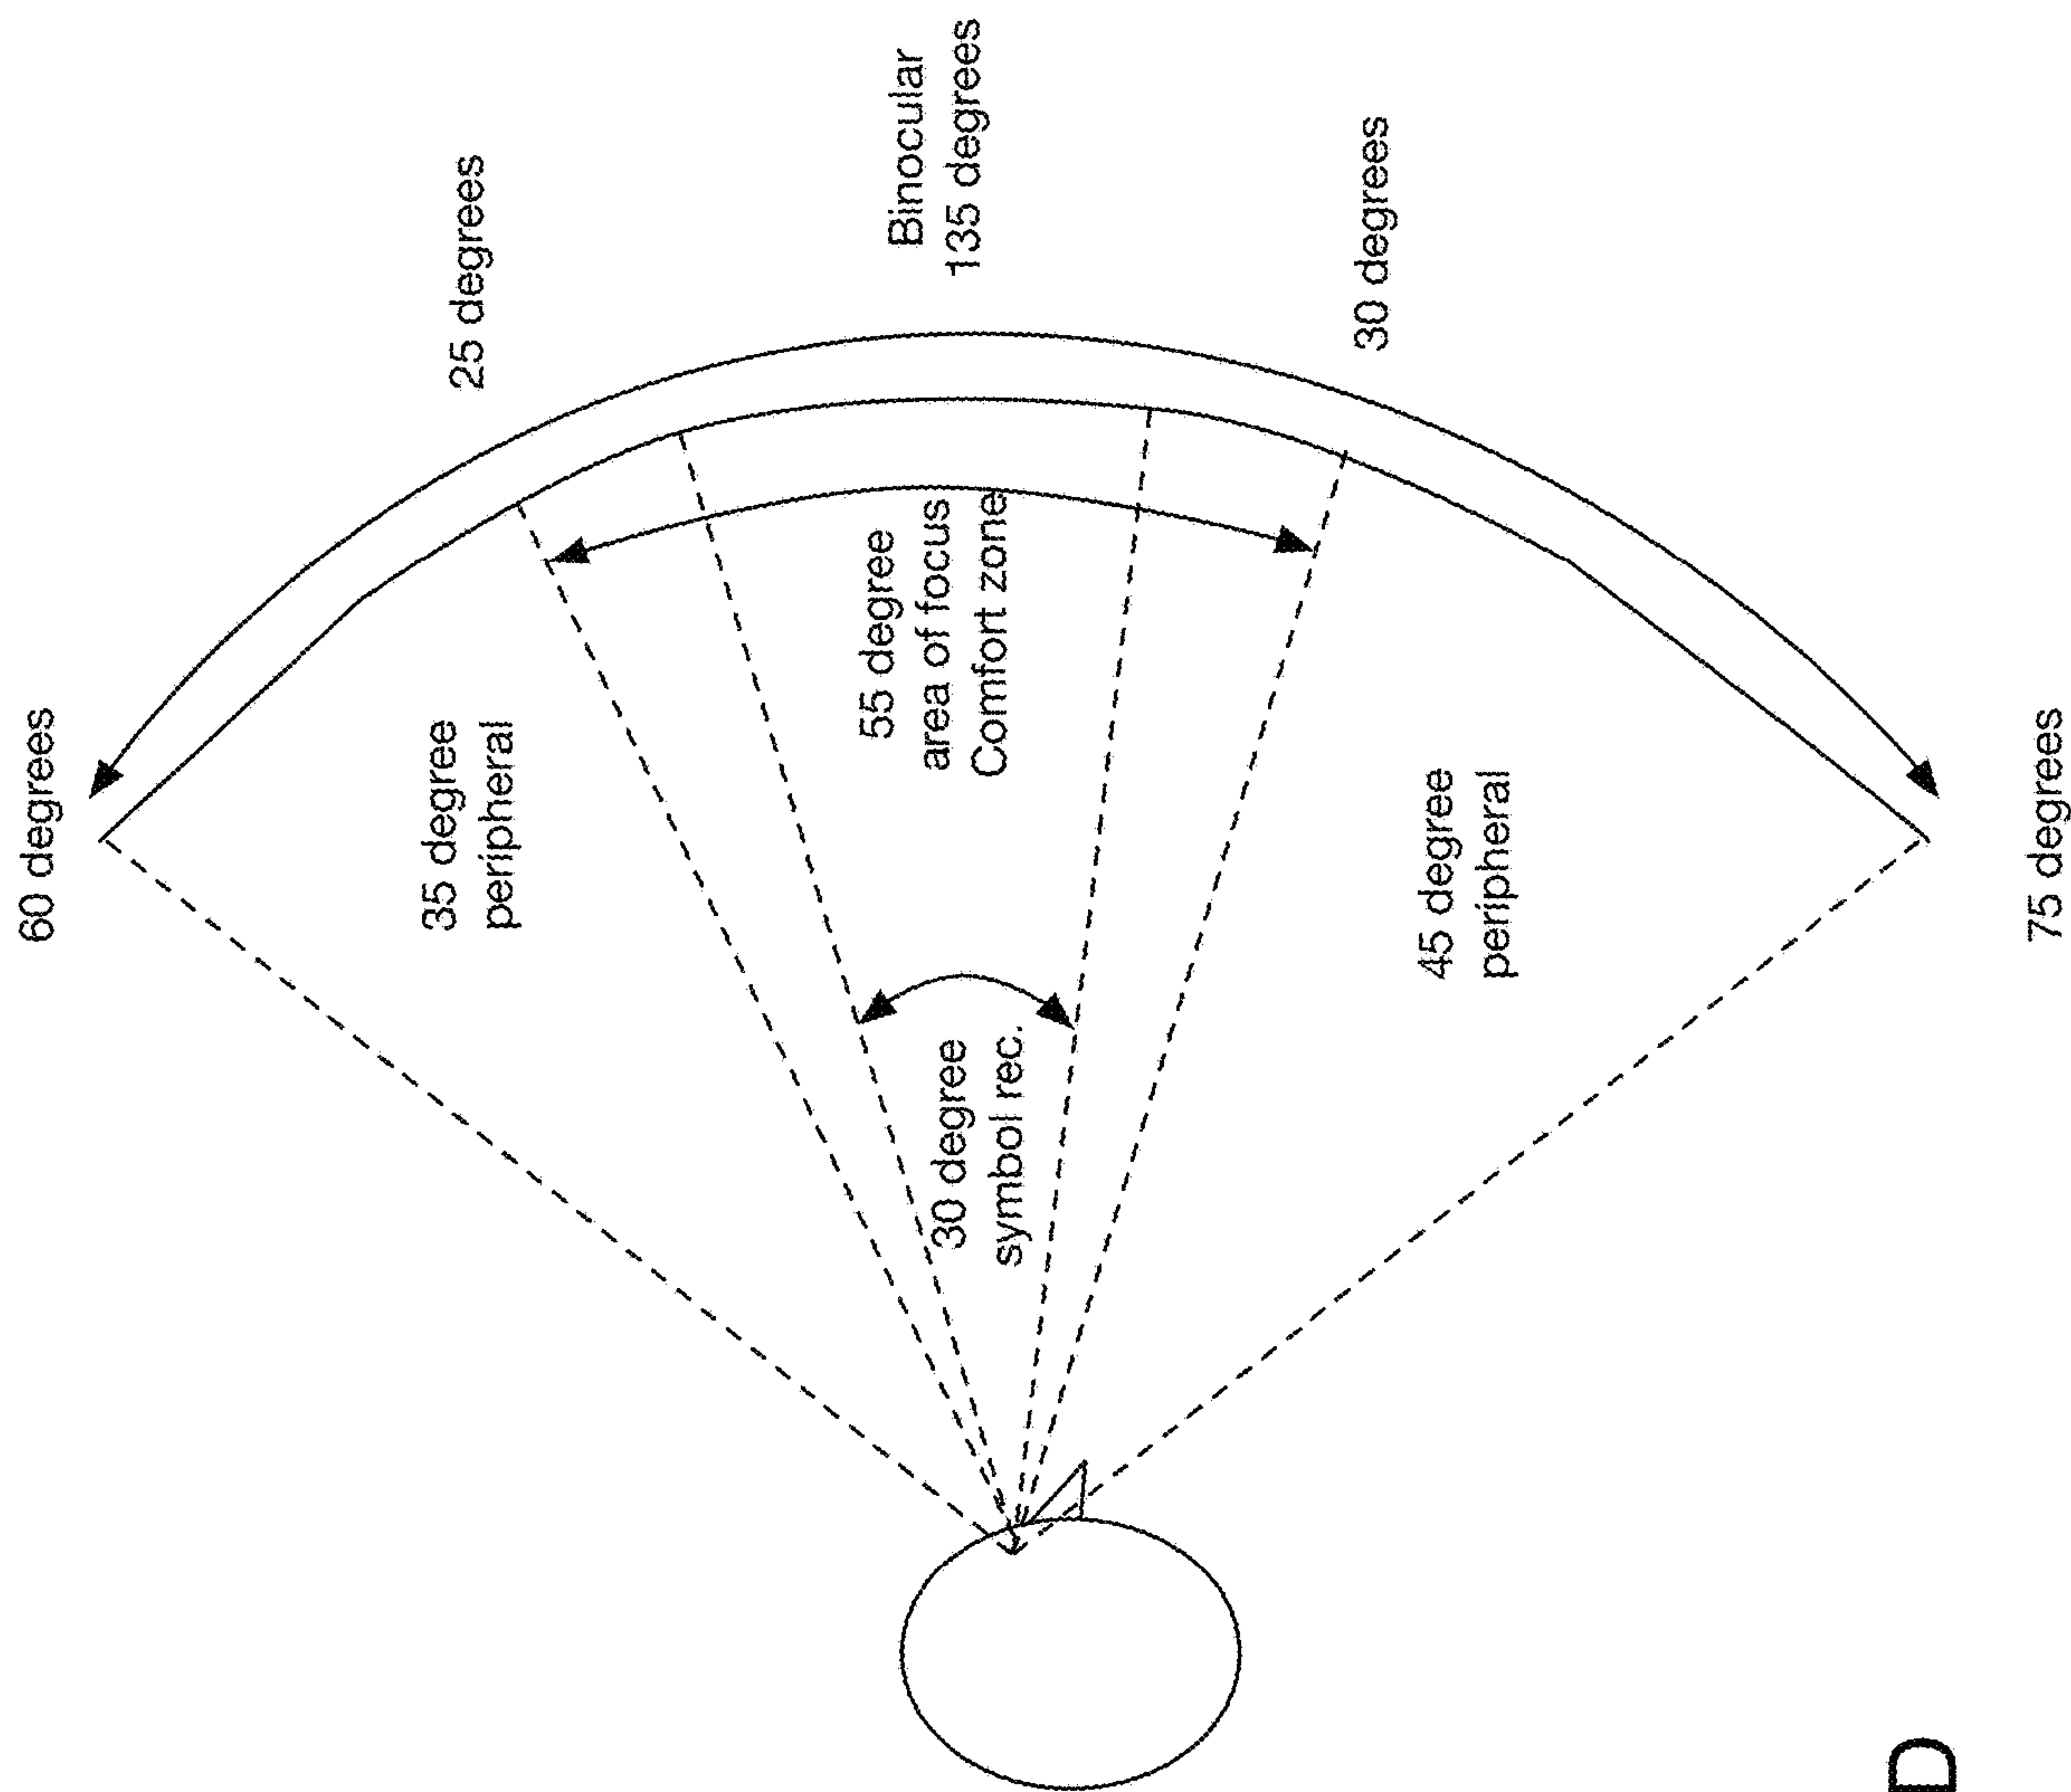 60 degrees
25 degrees
35 degree
peripheral
Binocular
135 degrees
55 degree
area of focus
Comfort zone
30 degree
symbol rec.
30 degrees
45 degree
peripheral
75 degrees
D